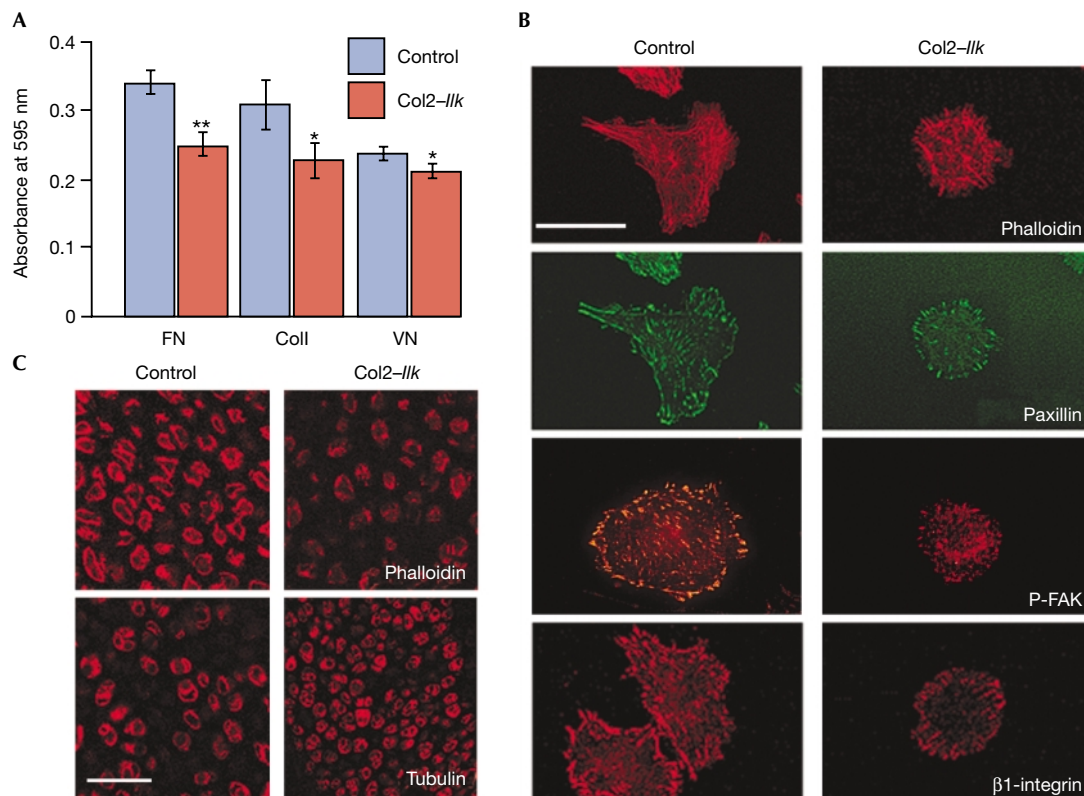 A
Absorbance at 595 nm
0.4
0.3
0.2
0.1
0
Control
Col2–Ilk
**
*
*
FN
ColI
VN
B
Control
Col2–Ilk
Phalloidin
Paxillin
P-FAK
β1-integrin
C
Control
Col2–Ilk
Phalloidin
Tubulin